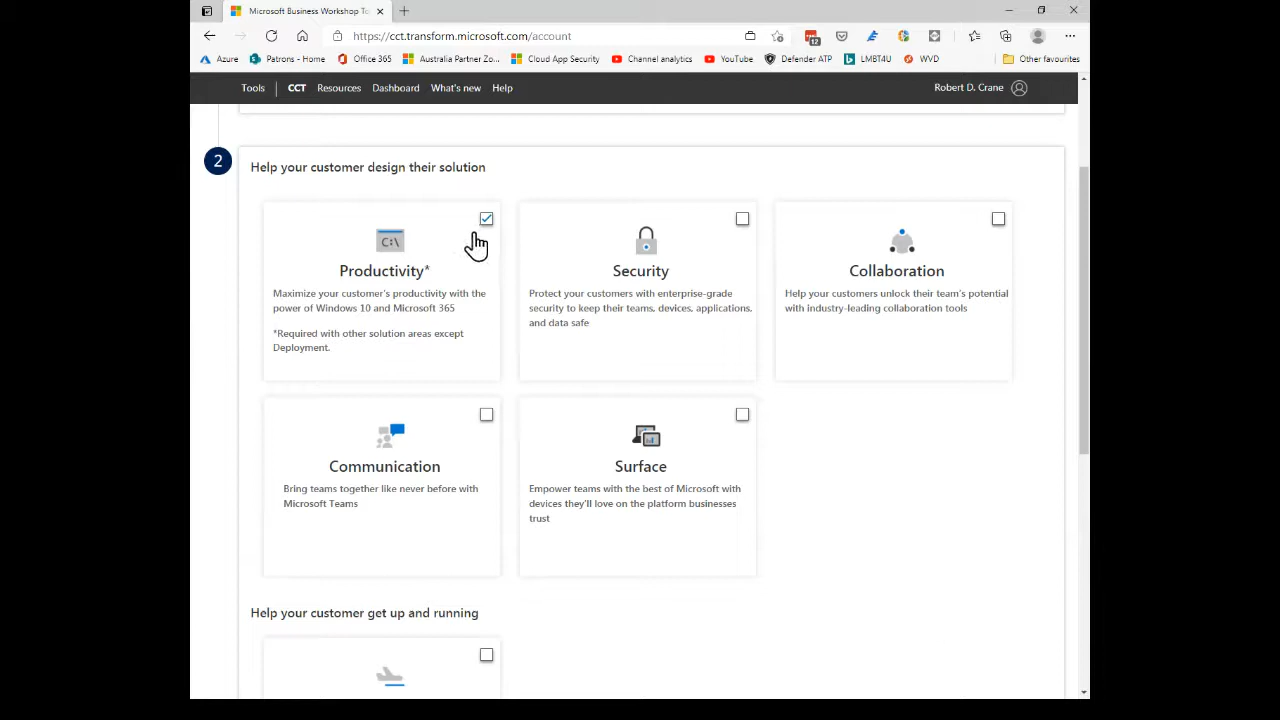 Microsoft Business Workshop To
https://cct.transform.microsoft.com/account
12
Azure
Patrons - Home
Office 365
Australia Partner Zo...
Cloud App Security
Channel analytics
YouTube
Defender ATP
LMBT4U
WVD
Other favourites
Tools
CCT
Resources
Dashboard
What's new
Help
Robert D. Crane
2
Help your customer design their solution
C:\
Productivity*
Maximize your customer's productivity with the
power of Windows 10 and Microsoft 365
*Required with other solution areas except
Deployment.
Security
Protect your customers with enterprise-grade
security to keep their teams, devices, applications,
and data safe
Collaboration
Help your customers unlock their team's potential
with industry-leading collaboration tools
Communication
Bring teams together like never before with
Microsoft Teams
Surface
Empower teams with the best of Microsoft with
devices they'll love on the platform businesses
trust
Help your customer get up and running